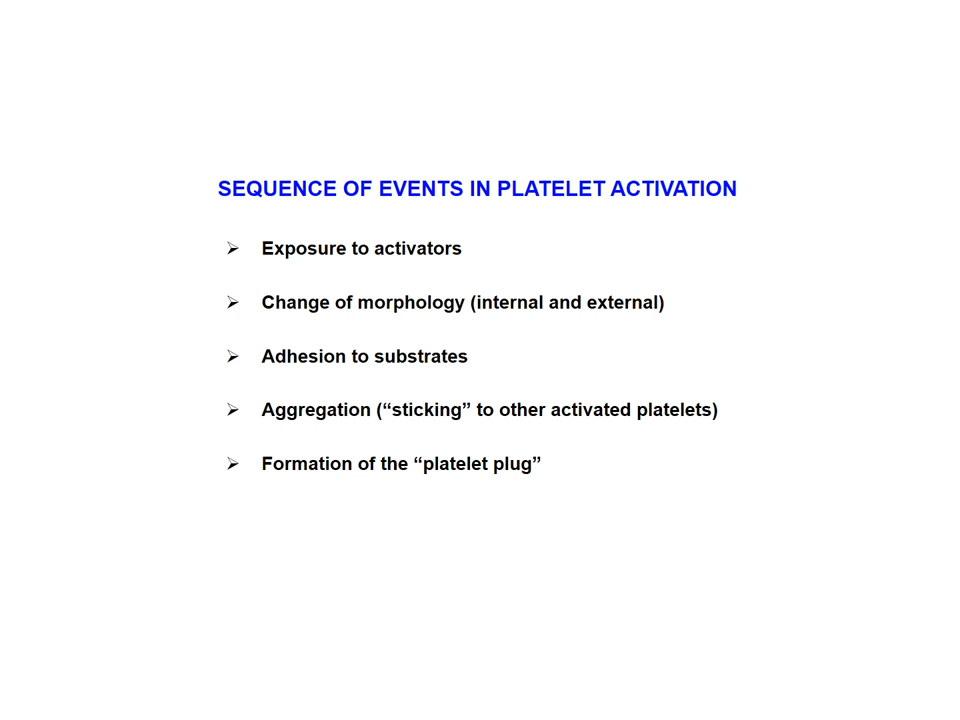 SEQUENCE OF EVENTS IN PLATELET ACTIVATION
➢ Exposure to activators
➢ Change of morphology (internal and external)
➢ Adhesion to substrates
➢ Aggregation (“sticking” to other activated platelets)
➢ Formation of the “platelet plug”